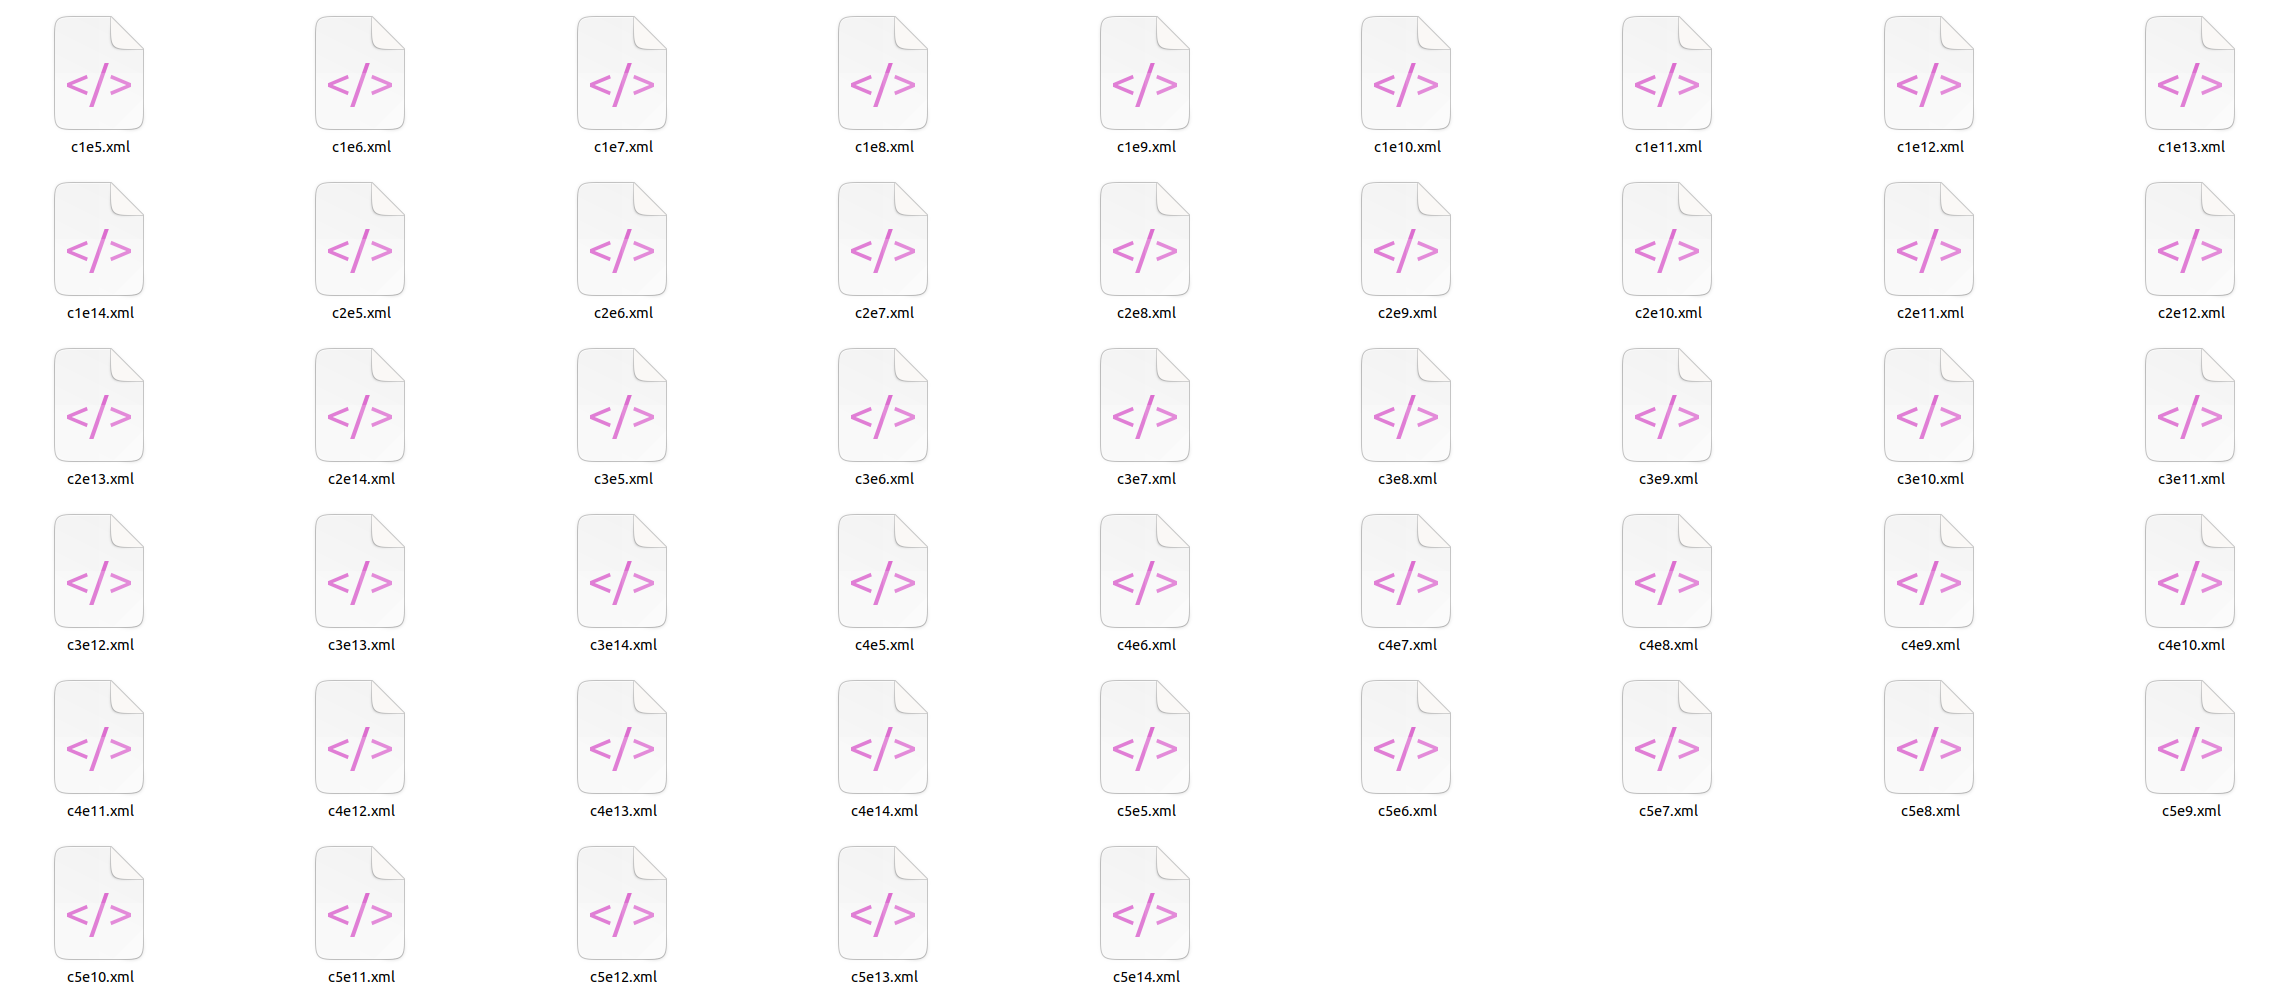 c1e5.xml c1e6.xml c1e7.xml c1e8.xml c1e9.xml c1e10.xml c1e11.xml c1e12.xml c1e13.xml
c1e14.xml c2e5.xml c2e6.xml c2e7.xml c2e8.xml c2e9.xml c2e10.xml c2e11.xml c2e12.xml
c2e13.xml c2e14.xml c3e5.xml c3e6.xml c3e7.xml c3e8.xml c3e9.xml c3e10.xml c3e11.xml
c3e12.xml c3e13.xml c3e14.xml c4e5.xml c4e6.xml c4e7.xml c4e8.xml c4e9.xml c4e10.xml
c4e11.xml c4e12.xml c4e13.xml c4e14.xml c5e5.xml c5e6.xml c5e7.xml c5e8.xml c5e9.xml
c5e10.xml c5e11.xml c5e12.xml c5e13.xml c5e14.xml